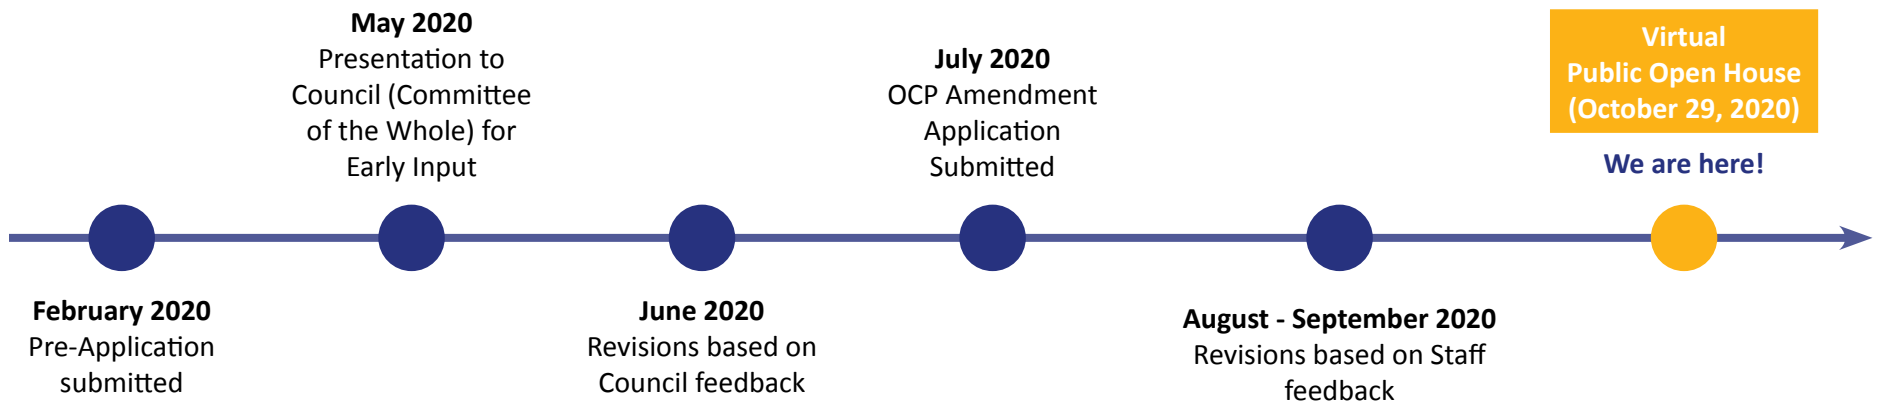 February 2020
Pre-Application
submitted
May 2020
Presentation to
Council (Committee
of the Whole) for
Early Input
June 2020
Revisions based on
Council feedback
July 2020
OCP Amendment
Application
Submitted
August - September 2020
Revisions based on Staff
feedback
Virtual
Public Open House
(October 29, 2020)
We are here!